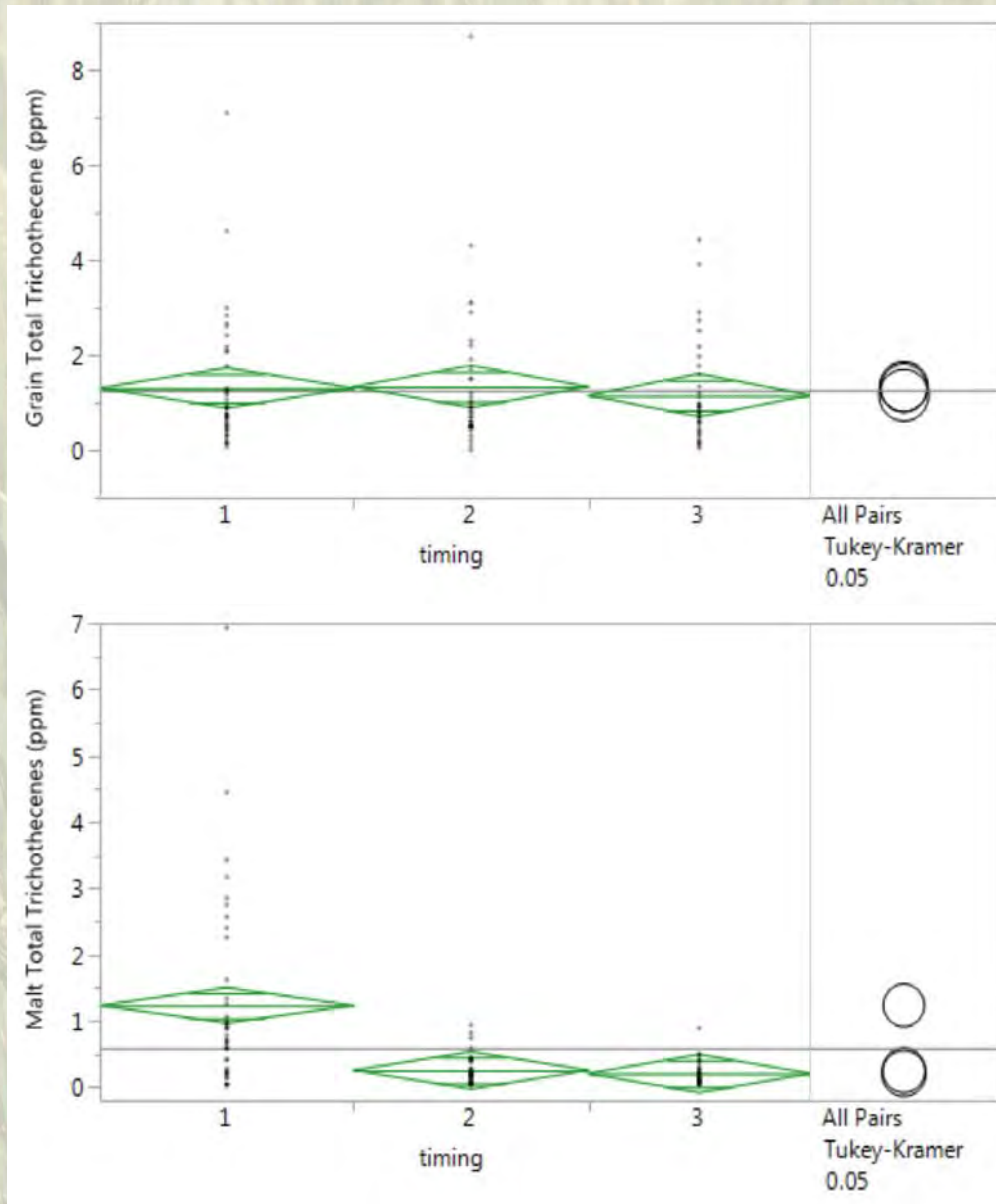 Grain Total Trichothecene (ppm)
8
6
4
2
0
1
2
3
timing
All Pairs
Tukey-Kramer
0.05
Malt Total Trichothecenes (ppm)
7
6
5
4
3
2
1
0
1
2
3
timing
All Pairs
Tukey-Kramer
0.05